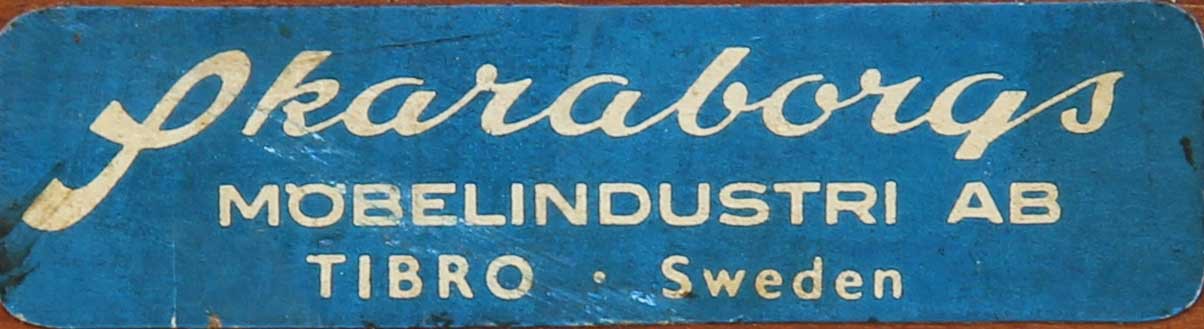 Skaraborgs
MÖBELINDUSTRI AB
TIBRO · Sweden